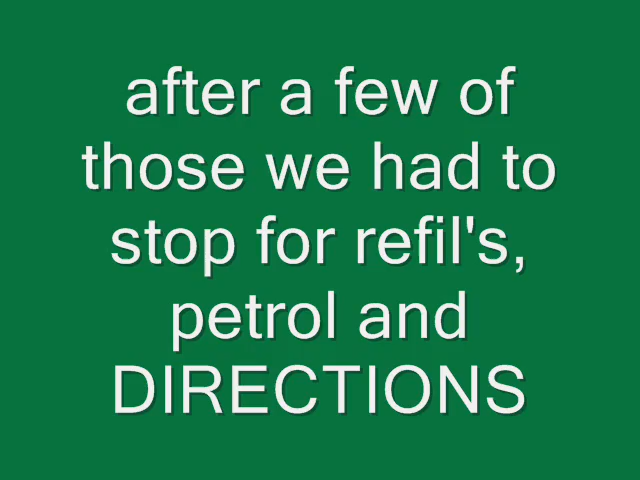 after a few of
those we had to
stop for refil's,
petrol and
DIRECTIONS